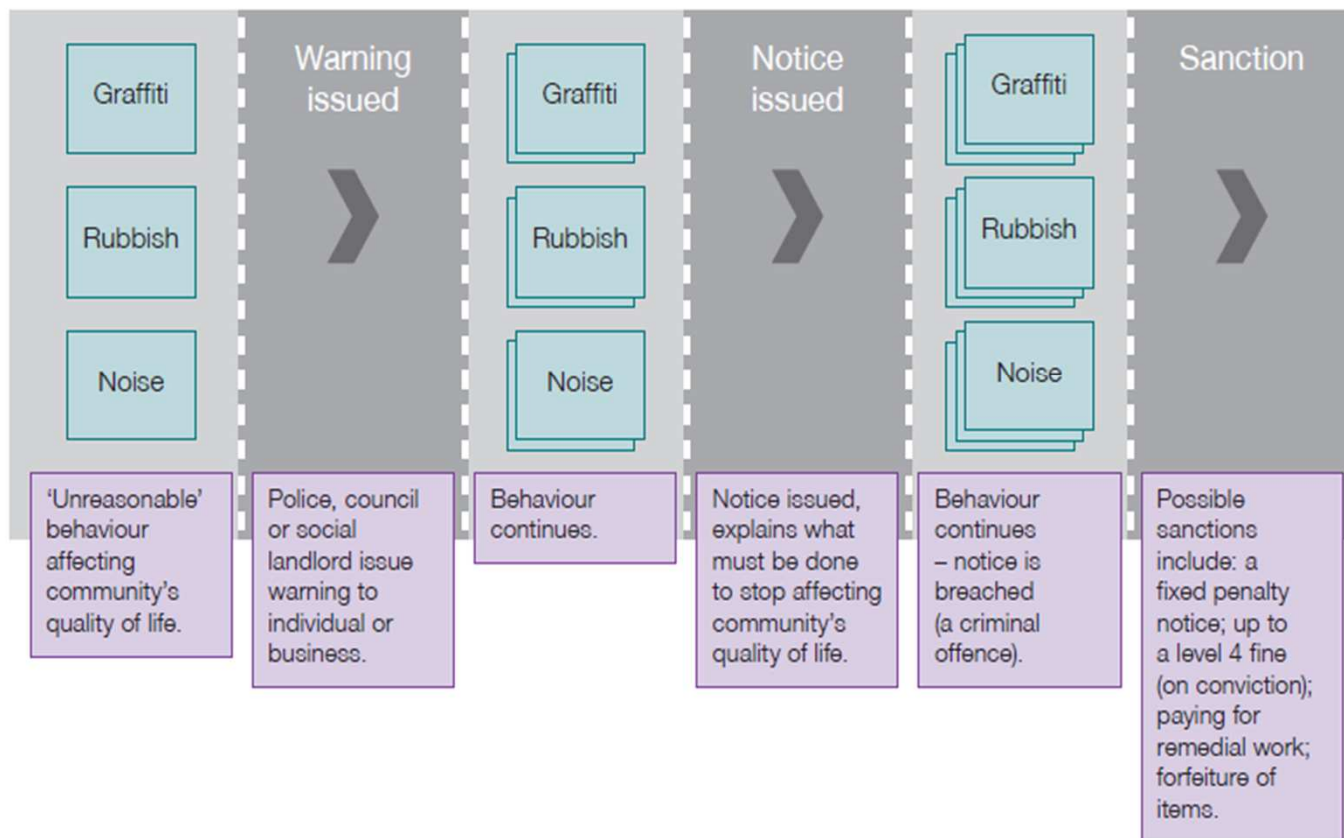 Graffiti
Rubbish
Noise
Warning
issued
Graffiti
Rubbish
Noise
Notice
issued
Graffiti
Rubbish
Noise
Sanction
‘Unreasonable’
behaviour
affecting
community’s
quality of life.
Police, council
or social
landlord issue
warning to
individual or
business.
Behaviour
continues.
Notice issued,
explains what
must be done
to stop affecting
community’s
quality of life.
Behaviour
continues
– notice is
breached
(a criminal
offence).
Possible
sanctions
include: a
fixed penalty
notice; up to
a level 4 fine
(on conviction);
paying for
remedial work;
forfeiture of
items.